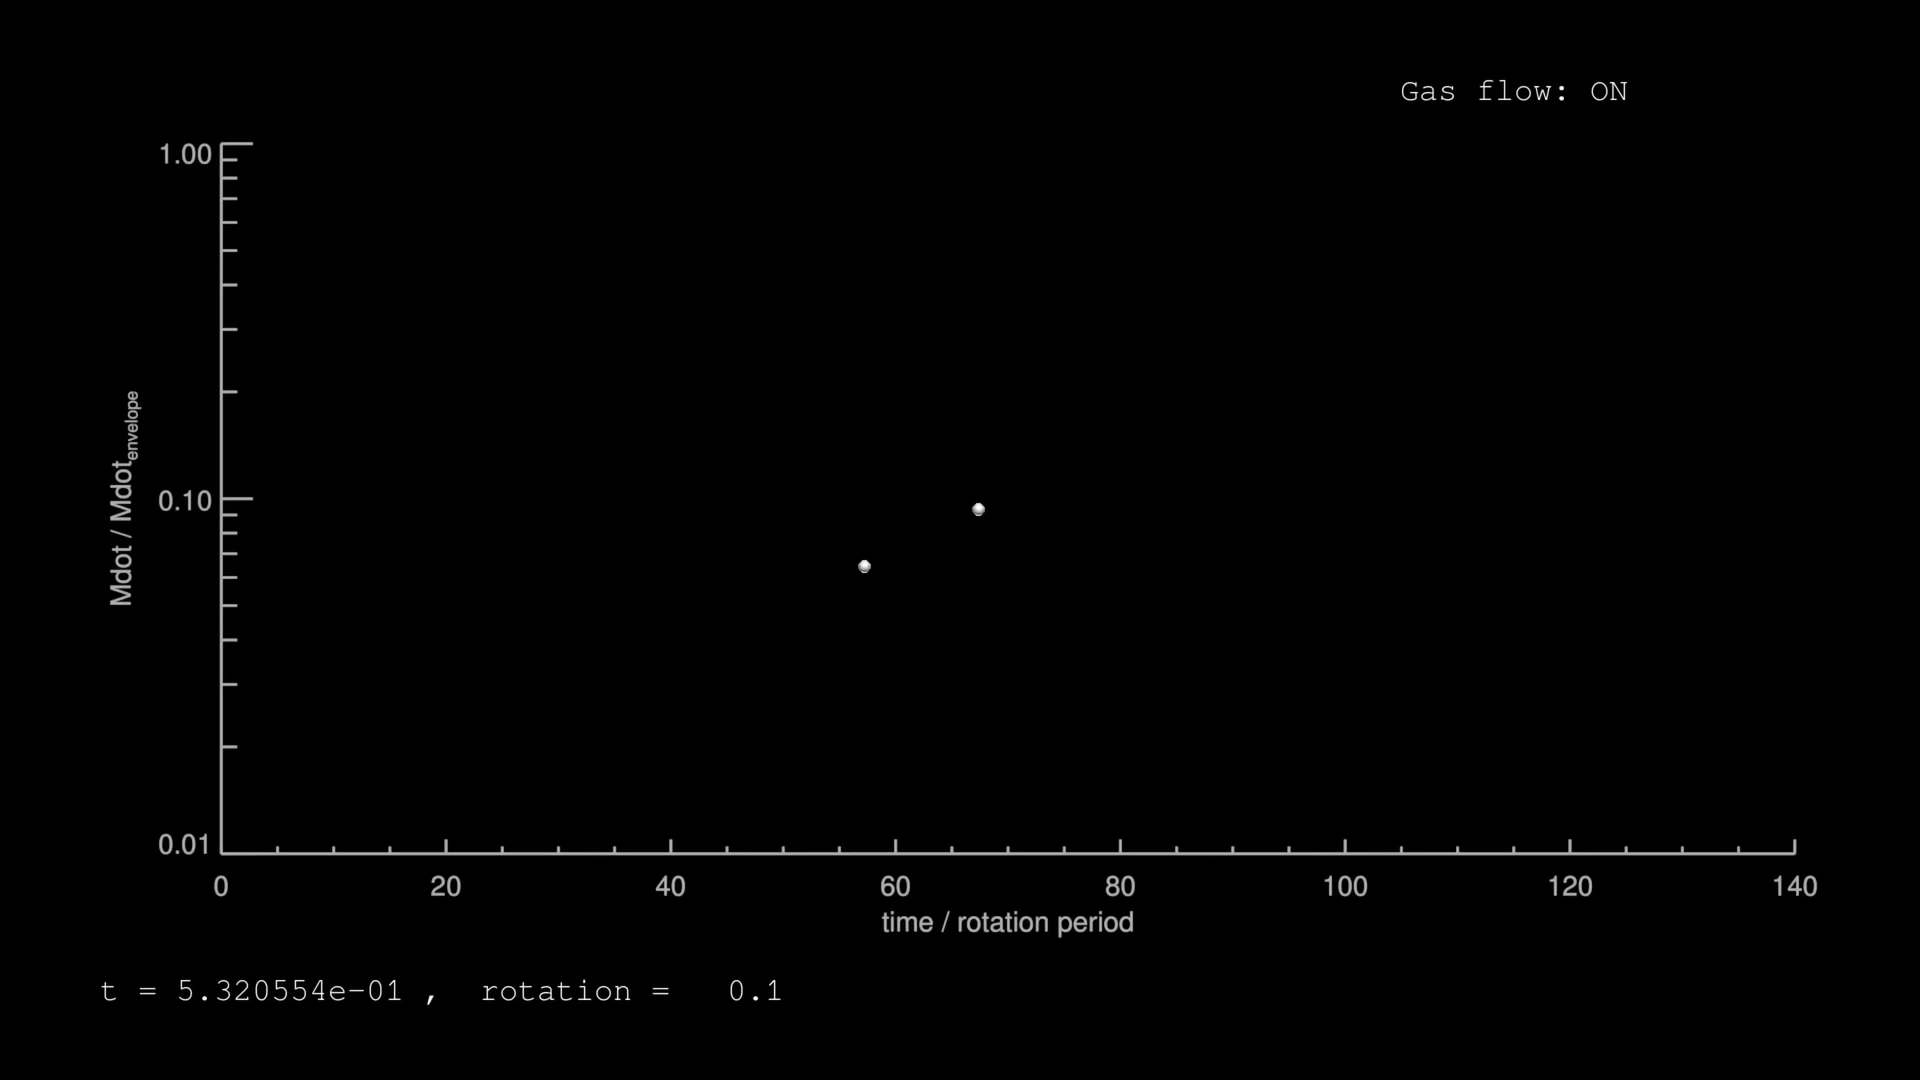 Gas flow: ON
1.00
0.10
0.01
Mdot / Mdot_envelope
0 20 40 60 80 100 120 140
time / rotation period
t = 5.320554e-01 , rotation = 0.1